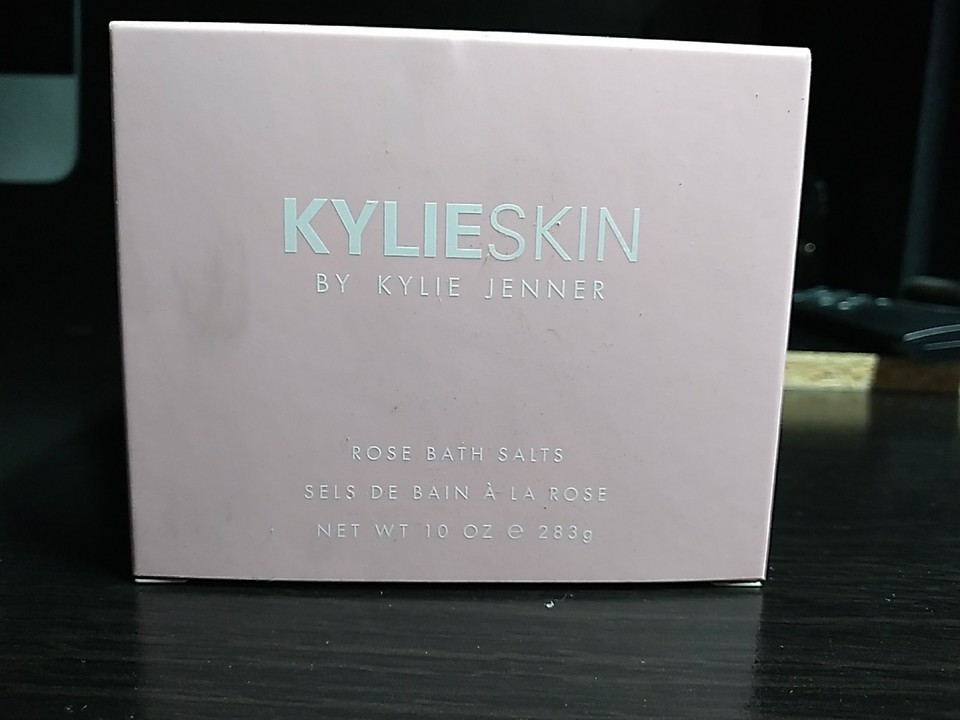 KYLIESKIN
BY KYLIE JENNER
ROSE BATH SALTS
SELS DE BAIN À LA ROSE
NET WT 10 OZ ℮ 283g